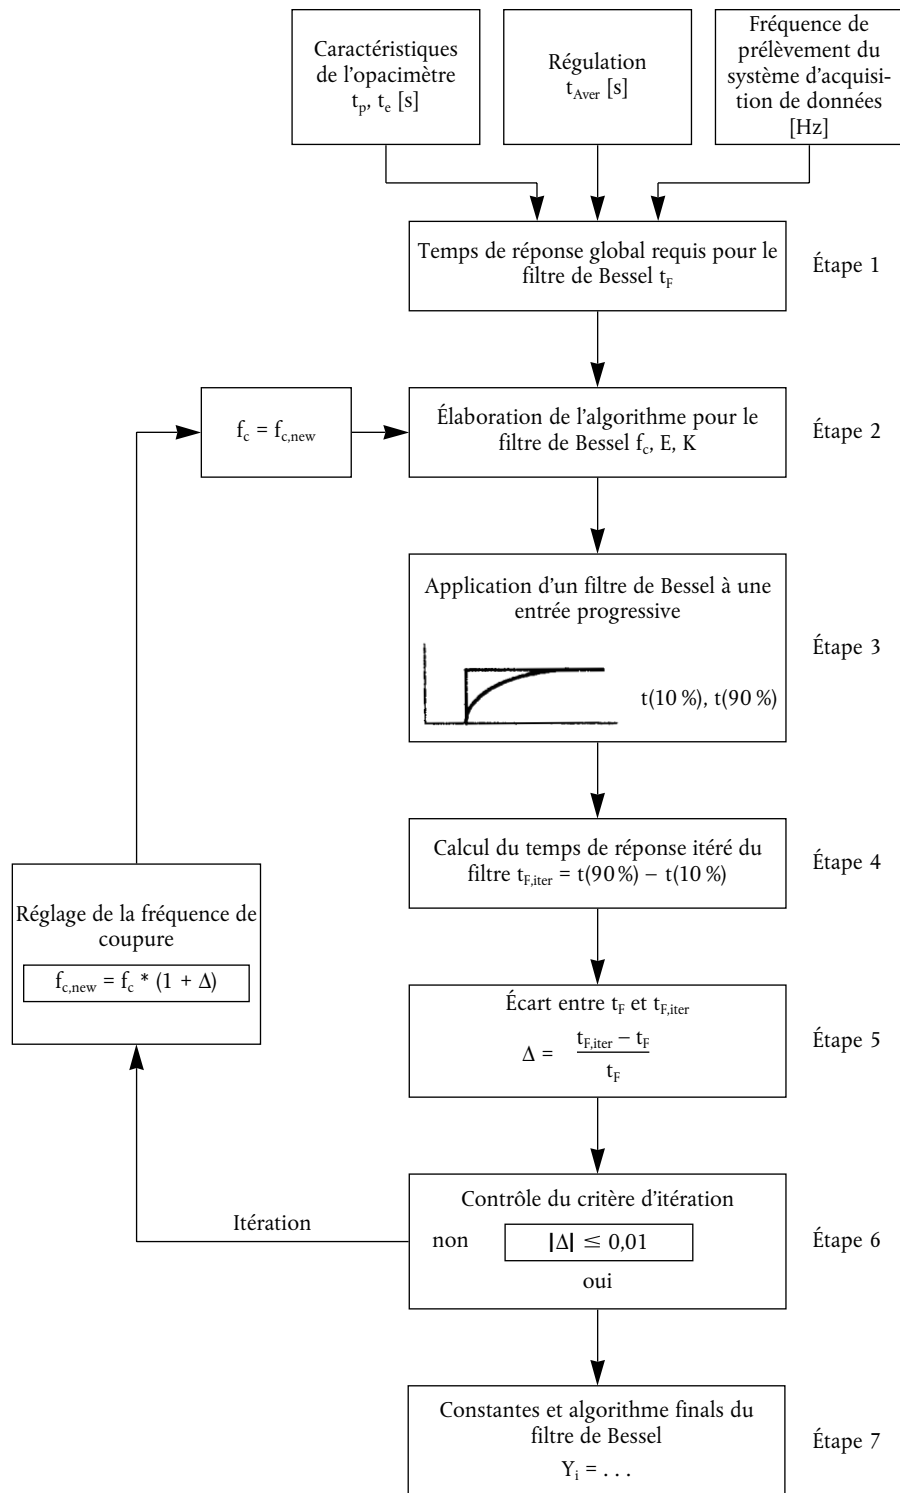 Caractéristiques
de l'opacimètre
tp, te [s]
Régulation
tAver [s]
Fréquence de
prélèvement du
système d'acquisi-
tion de données
[Hz]
Temps de réponse global requis pour le
filtre de Bessel tF
Étape 1
fc = fc,new
Élaboration de l'algorithme pour le
filtre de Bessel fc, E, K
Étape 2
Application d'un filtre de Bessel à une
entrée progressive
t(10 %), t(90 %)
Étape 3
Calcul du temps de réponse itéré du
filtre tF,iter = t(90 %) – t(10 %)
Étape 4
Réglage de la fréquence de
coupure
fc,new = fc * (1 + Δ)
Écart entre tF et tF,iter
Δ = tF,iter – tF
tF
Étape 5
Itération
Contrôle du critère d'itération
non |Δ| ≤ 0,01
oui
Étape 6
Constantes et algorithme finals du
filtre de Bessel
Yi = . . .
Étape 7